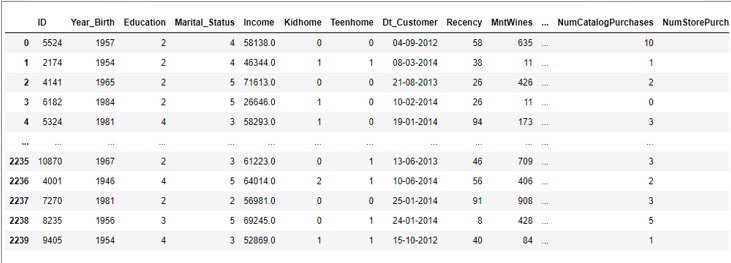 ID Year_Birth Education Marital_Status Income Kidhome Teenhome Dt_Customer Recency MntWines ... NumCatalogPurchases NumStorePurch
0 5524 1957 2 4 58138.0 0 0 04-09-2012 58 635 ... 10
1 2174 1954 2 4 46344.0 1 1 08-03-2014 38 11 ... 1
2 4141 1965 2 5 71613.0 0 0 21-08-2013 26 426 ... 2
3 6182 1984 2 5 26646.0 1 0 10-02-2014 26 11 ... 0
4 5324 1981 4 3 58293.0 1 0 19-01-2014 94 173 ... 3
... ... ... ... ... ... ... ... ... ... ... ... ...
2235 10870 1967 2 3 61223.0 0 1 13-06-2013 46 709 ... 3
2236 4001 1946 4 5 64014.0 2 1 10-06-2014 56 406 ... 2
2237 7270 1981 2 2 56981.0 0 0 25-01-2014 91 908 ... 3
2238 8235 1956 3 5 69245.0 0 1 24-01-2014 8 428 ... 5
2239 9405 1954 4 3 52869.0 1 1 15-10-2012 40 84 ... 1